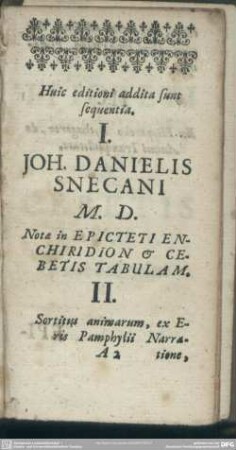 Huic editioni addita sunt
sequentia.
I.
JOH. DANIELIS
SNECANI
M. D.
Notæ in EPICTETI EN-
CHIRIDION & CE-
BETIS TABULAM.
II.
Sortitus animarum, ex E-
ris Pamphylii Narra-
A 2 tione,